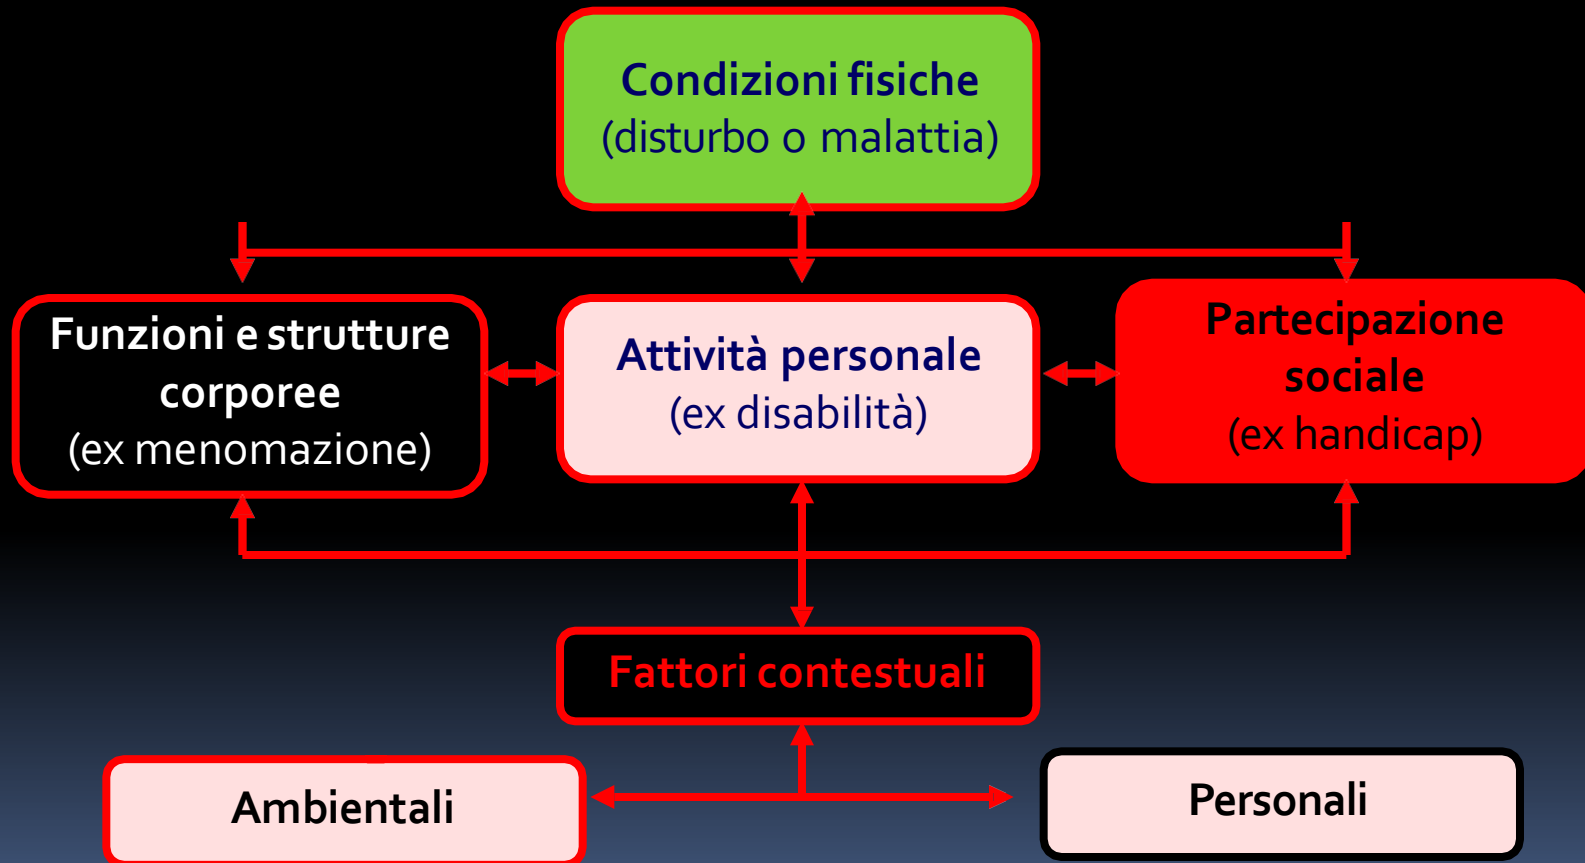 Condizioni fisiche
(disturbo o malattia)
Funzioni e strutture
corporee
(ex menomazione)
Attività personale
(ex disabilità)
Partecipazione
sociale
(ex handicap)
Fattori contestuali
Ambientali
Personali